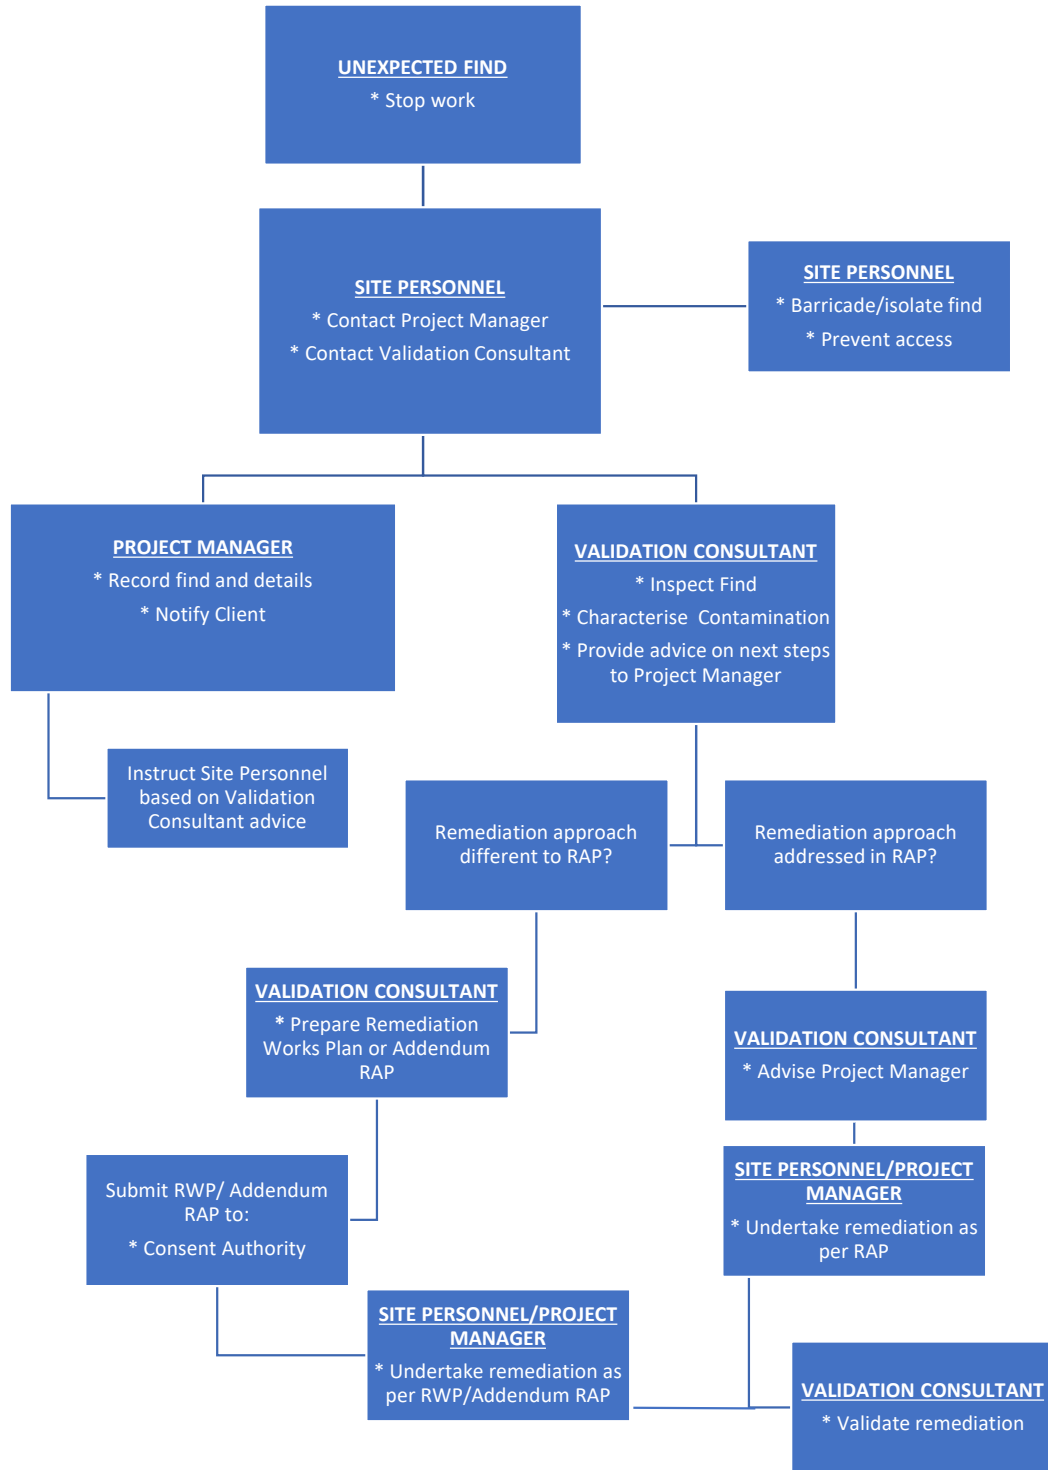 UNEXPECTED FIND
* Stop work
SITE PERSONNEL
* Contact Project Manager
* Contact Validation Consultant
SITE PERSONNEL
* Barricade/isolate find
* Prevent access
PROJECT MANAGER
* Record find and details
* Notify Client
VALIDATION CONSULTANT
* Inspect Find
* Characterise Contamination
* Provide advice on next steps
to Project Manager
Instruct Site Personnel
based on Validation
Consultant advice
Remediation approach
different to RAP?
Remediation approach
addressed in RAP?
VALIDATION CONSULTANT
* Prepare Remediation
Works Plan or Addendum
RAP
VALIDATION CONSULTANT
* Advise Project Manager
Submit RWP/ Addendum
RAP to:
* Consent Authority
SITE PERSONNEL/PROJECT
MANAGER
* Undertake remediation as
per RAP
SITE PERSONNEL/PROJECT
MANAGER
* Undertake remediation as
per RWP/Addendum RAP
VALIDATION CONSULTANT
* Validate remediation